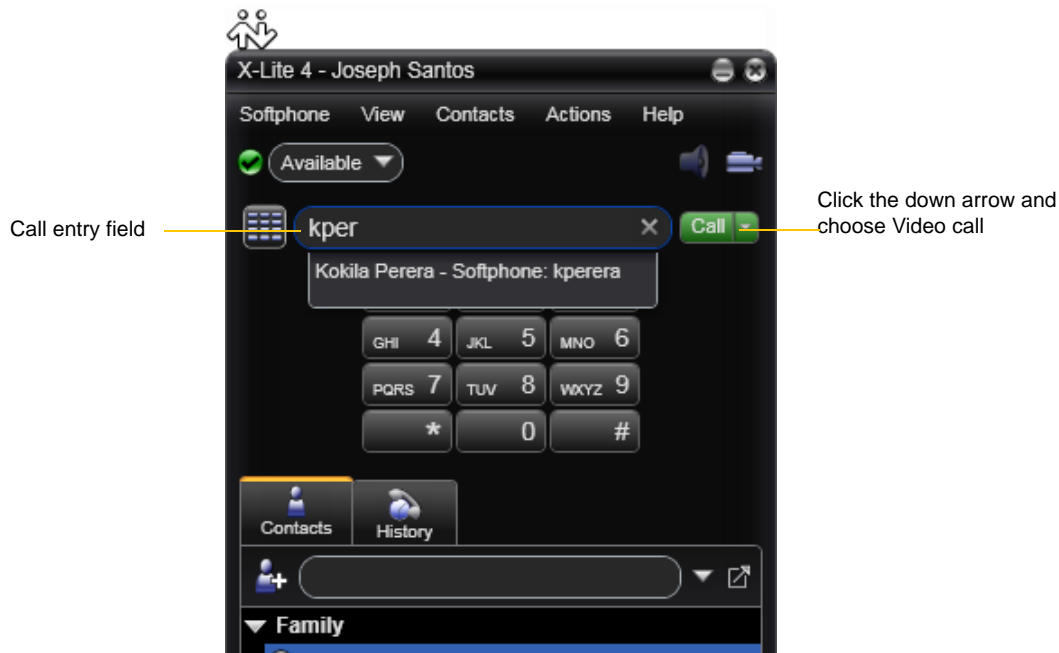 X-Lite 4 - Joseph Santos
Softphone View Contacts Actions Help
Available
Call entry field
kper
Call
Click the down arrow and
choose Video call
Kokila Perera - Softphone: kperera
GHI 4 JKL 5 MNO 6
PQRS 7 TUV 8 WXYZ 9
* 0 #
Contacts History
Family